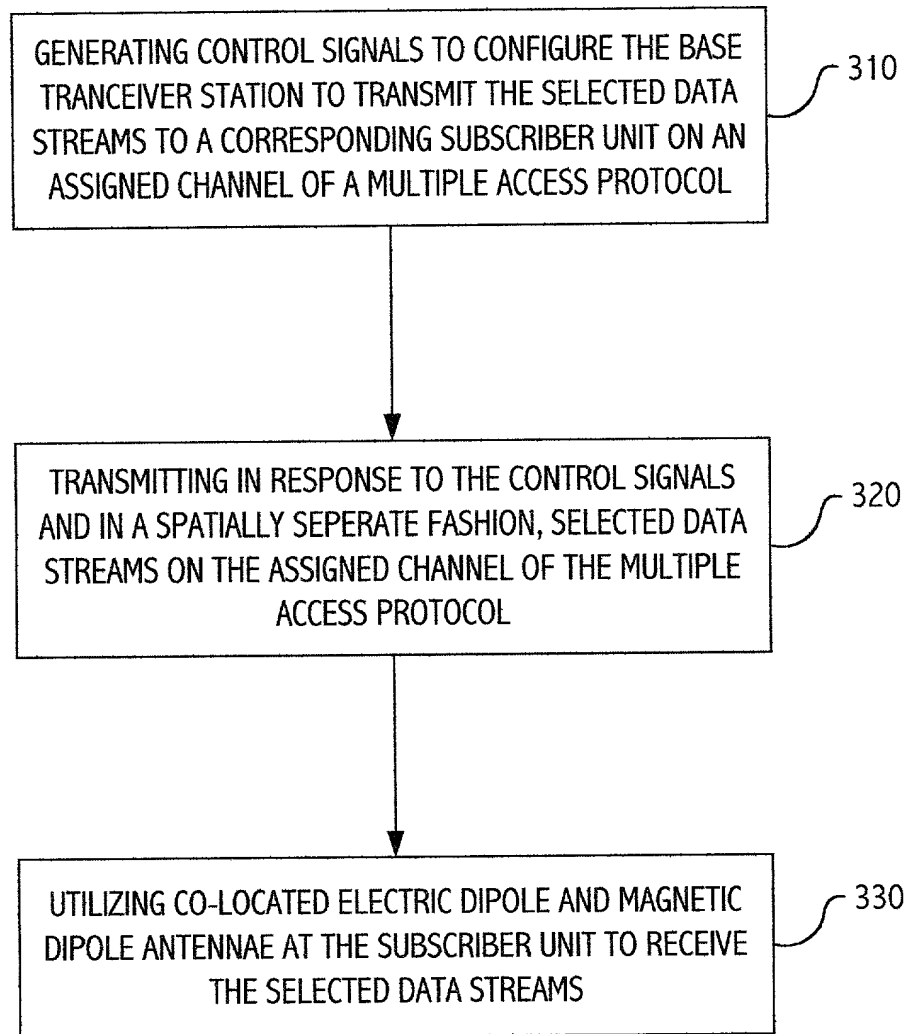 GENERATING CONTROL SIGNALS TO CONFIGURE THE BASE
TRANCEIVER STATION TO TRANSMIT THE SELECTED DATA
STREAMS TO A CORRESPONDING SUBSCRIBER UNIT ON AN
ASSIGNED CHANNEL OF A MULTIPLE ACCESS PROTOCOL
310
TRANSMITTING IN RESPONSE TO THE CONTROL SIGNALS
AND IN A SPATIALLY SEPERATE FASHION, SELECTED DATA
STREAMS ON THE ASSIGNED CHANNEL OF THE MULTIPLE
ACCESS PROTOCOL
320
UTILIZING CO-LOCATED ELECTRIC DIPOLE AND MAGNETIC
DIPOLE ANTENNAE AT THE SUBSCRIBER UNIT TO RECEIVE
THE SELECTED DATA STREAMS
330